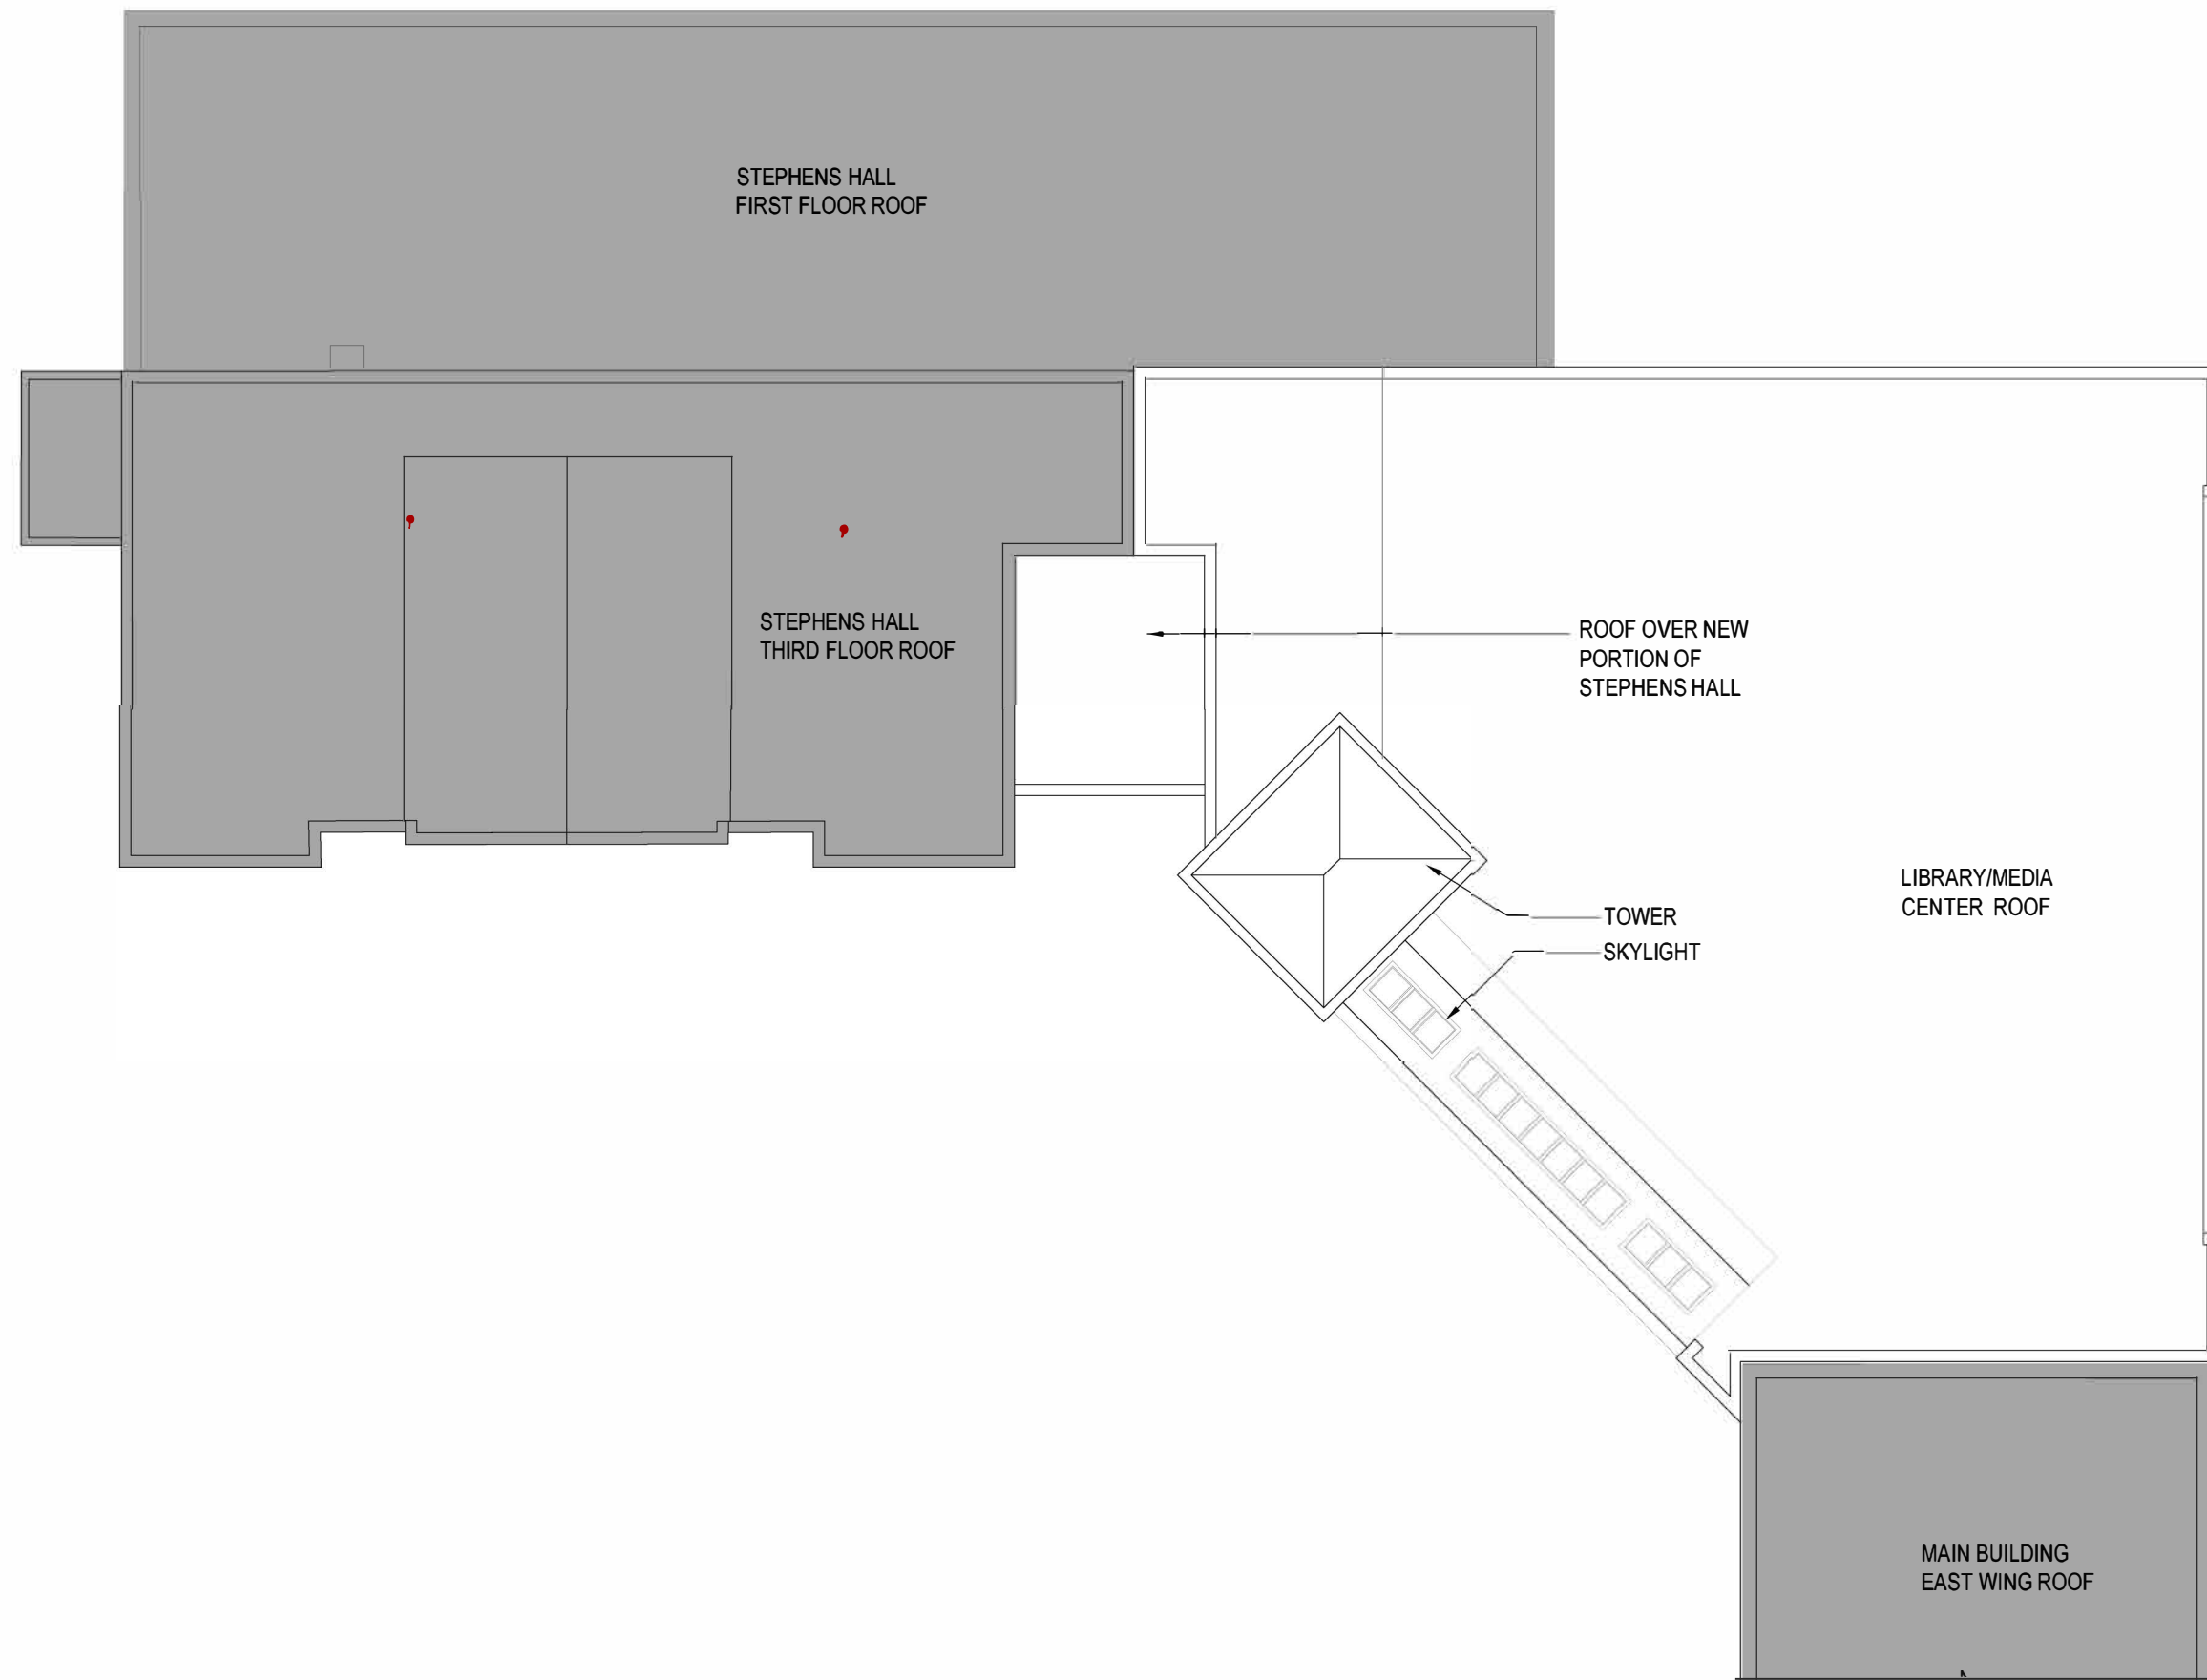 STEPHENS HALL
FIRST FLOOR ROOF
STEPHENS HALL
THIRD FLOOR ROOF
ROOF OVER NEW
PORTION OF
STEPHENS HALL
LIBRARY/MEDIA
CENTER ROOF
TOWER
SKYLIGHT
MAIN BUILDING
EAST WING ROOF